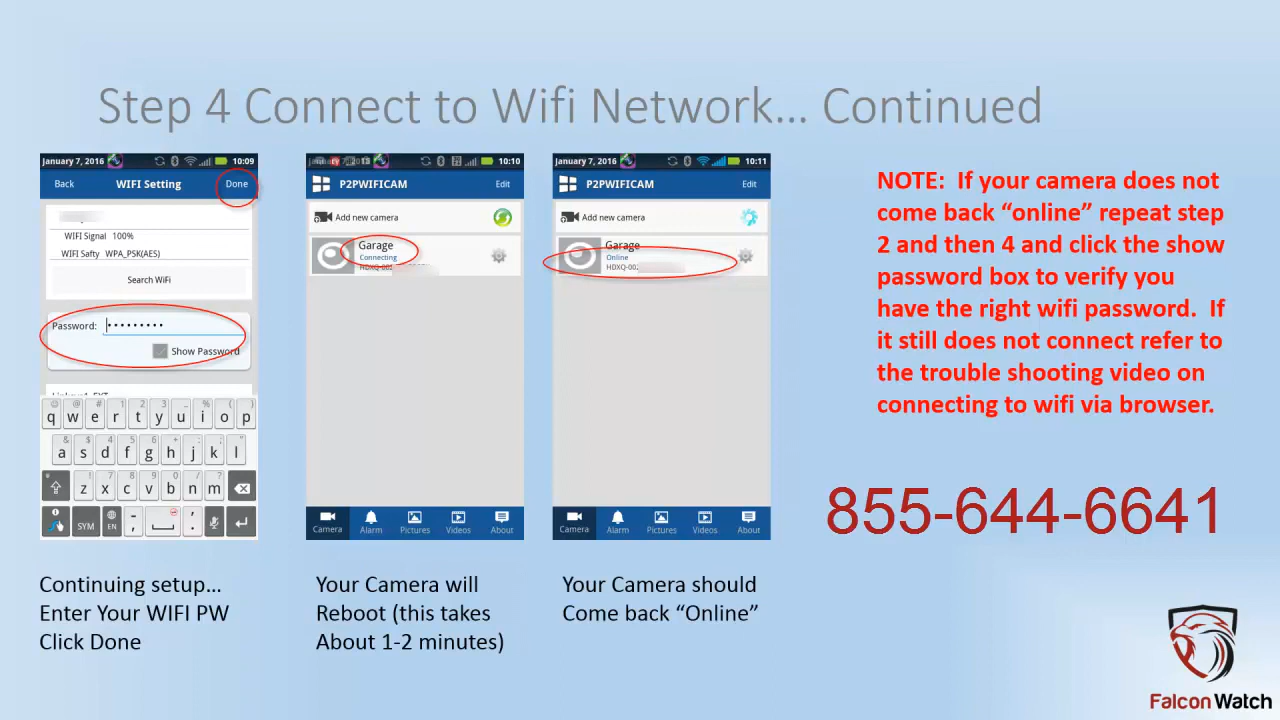 Step 4 Connect to Wifi Network... Continued
January 7, 2016 10:09
Back WIFI Setting Done
WIFI Signal 100%
WIFI Safty WPA_PSK(AES)
Search WiFi
Password: •••••••••
Show Password
q w e r t y u i o p
a s d f g h j k l
z x c v b n m
SYM EN
Continuing setup...
Enter Your WIFI PW
Click Done
10:10
P2PWIFICAM Edit
Add new camera
Garage
Connecting
Camera Alarm Pictures Videos About
Your Camera will
Reboot (this takes
About 1-2 minutes)
January 7, 2016 10:11
P2PWIFICAM Edit
Add new camera
Garage
Online
HDXQ-002
Camera Alarm Pictures Videos About
Your Camera should
Come back “Online”
NOTE: If your camera does not
come back “online” repeat step
2 and then 4 and click the show
password box to verify you
have the right wifi password. If
it still does not connect refer to
the trouble shooting video on
connecting to wifi via browser.
855-644-6641
Falcon Watch